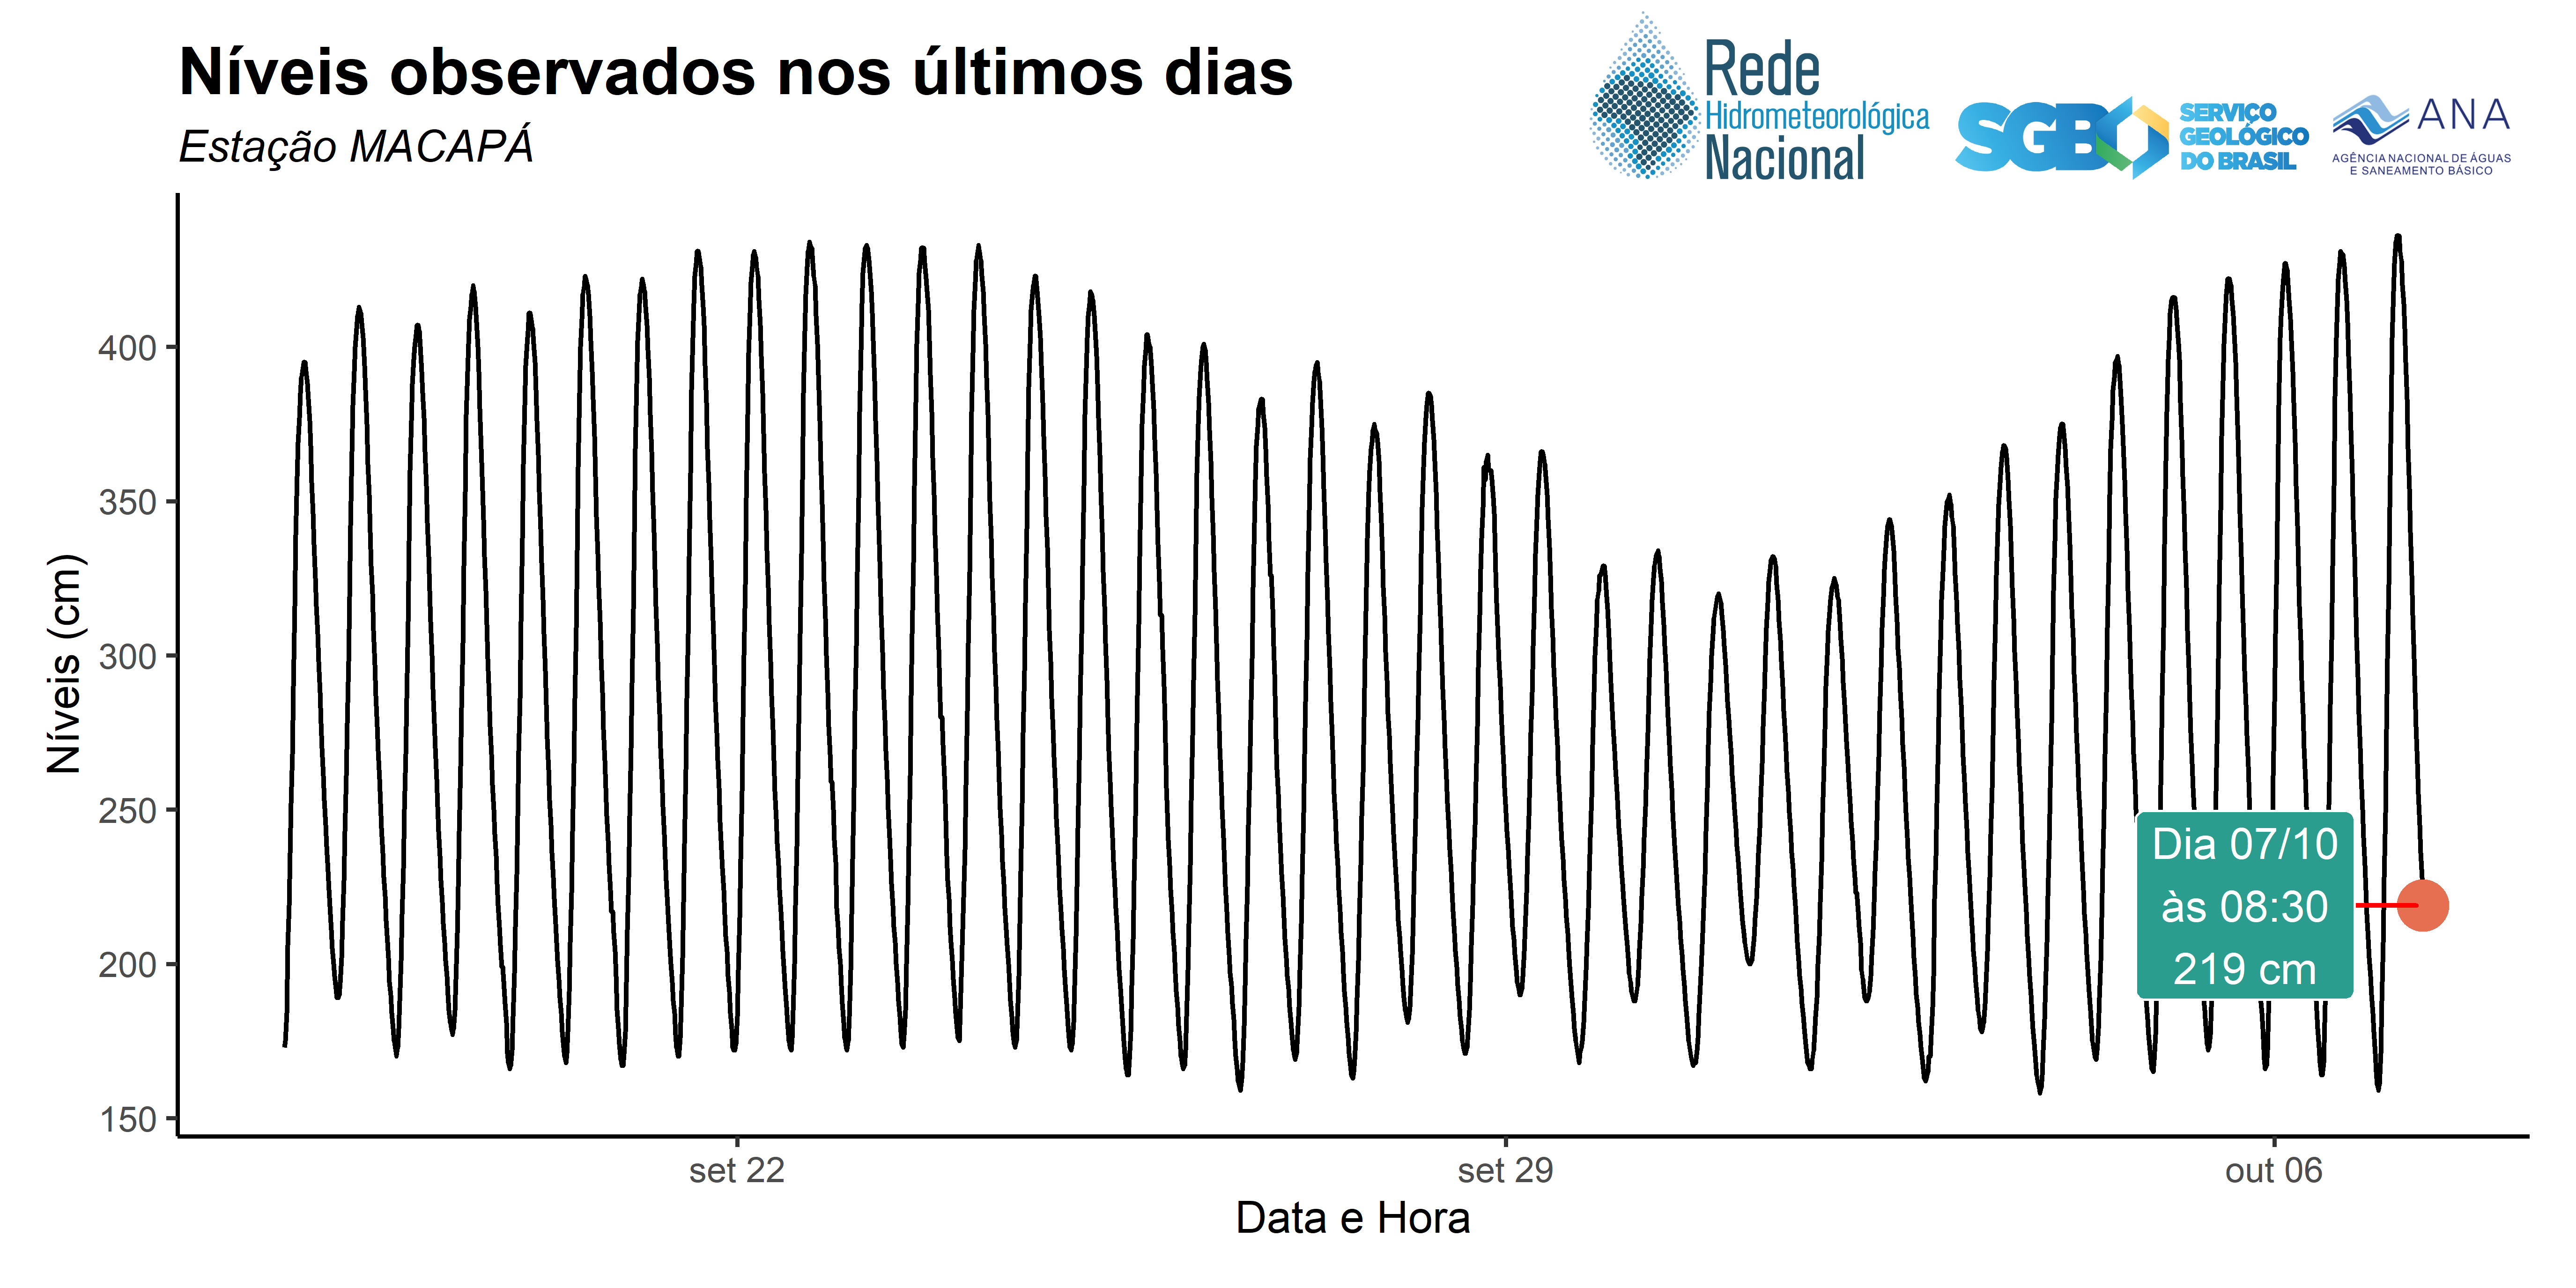 Níveis observados nos últimos dias
Estação MACAPÁ
Rede
Hidrometeorológica
Nacional
SGB
SERVIÇO
GEOLÓGICO
DO BRASIL
ANA
AGÊNCIA NACIONAL DE ÁGUAS
E SANEAMENTO BÁSICO
Níveis (cm)
400
350
300
250
200
150
Dia 07/10
às 08:30
219 cm
set 22
set 29
out 06
Data e Hora